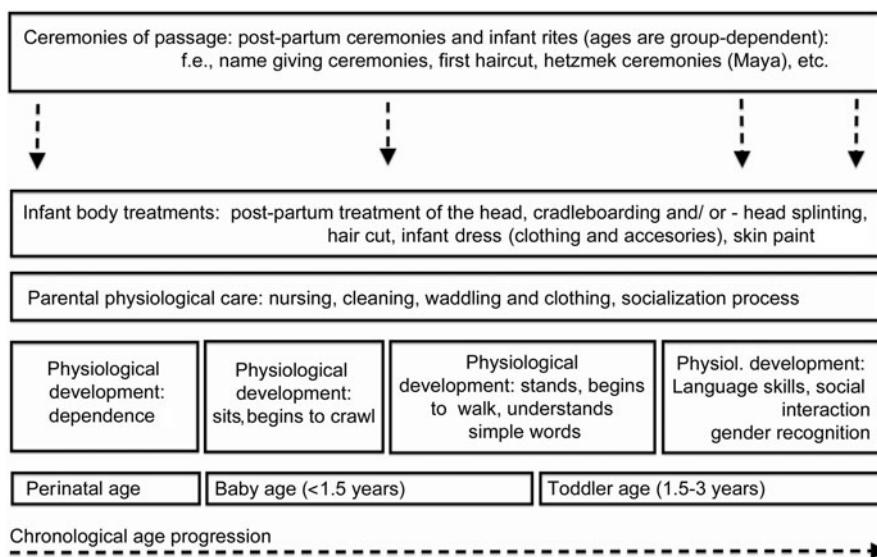 Ceremonies of passage: post-partum ceremonies and infant rites (ages are group-dependent):
f.e., name giving ceremonies, first haircut, hetzmek ceremonies (Maya), etc.
Infant body treatments: post-partum treatment of the head, cradleboarding and/ or - head splinting,
hair cut, infant dress (clothing and accesories), skin paint
Parental physiological care: nursing, cleaning, waddling and clothing, socialization process
Physiological
development:
dependence
Physiological
development:
sits,begins to crawl
Physiological
development: stands, begins
to walk, understands
simple words
Physiol. development:
Language skills, social
interaction
gender recognition
Perinatal age
Baby age (<1.5 years)
Toddler age (1.5-3 years)
Chronological age progression